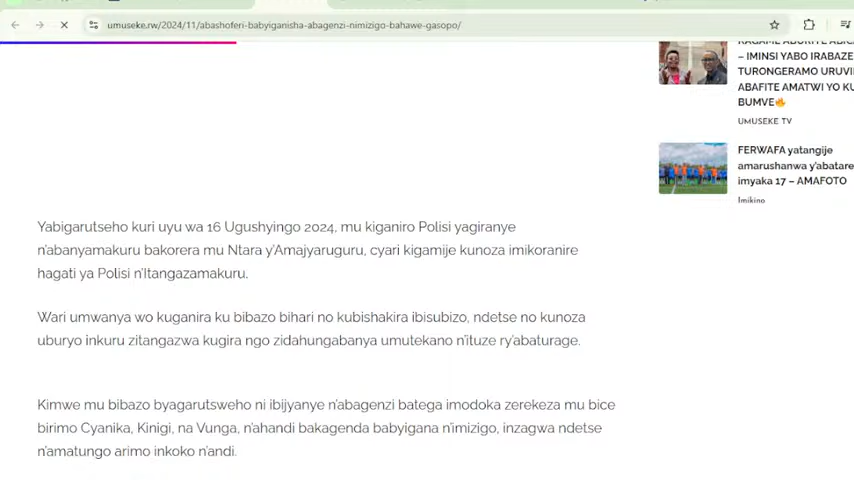 umuseke.rw/2024/11/abashoferi-babyiganisha-abagenzi-nimizigo-bahawe-gasopo/
– IMINSI YABO IRABAZE
TURONGERAMO URUVI
ABAFITE AMATWI YO KU
BUMVE🔥
UMUSEKE TV
FERWAFA yatangije
amarushanwa y'abatare
imyaka 17 – AMAFOTO
Imikino
Yabigarutseho kuri uyu wa 16 Ugushyingo 2024, mu kiganiro Polisi yagiranye
n'abanyamakuru bakorera mu Ntara y'Amajyaruguru, cyari kigamije kunoza imikoranire
hagati ya Polisi n'Itangazamakuru.
Wari umwanya wo kuganira ku bibazo bihari no kubishakira ibisubizo, ndetse no kunoza
uburyo inkuru zitangazwa kugira ngo zidahungabanya umutekano n'ituze ry'abaturage.
Kimwe mu bibazo byagarutsweho ni ibijyanye n'abagenzi batega imodoka zerekeza mu bice
birimo Cyanika, Kinigi, na Vunga, n'ahandi bakagenda babyigana n'imizigo, inzagwa ndetse
n'amatungo arimo inkoko n'andi.